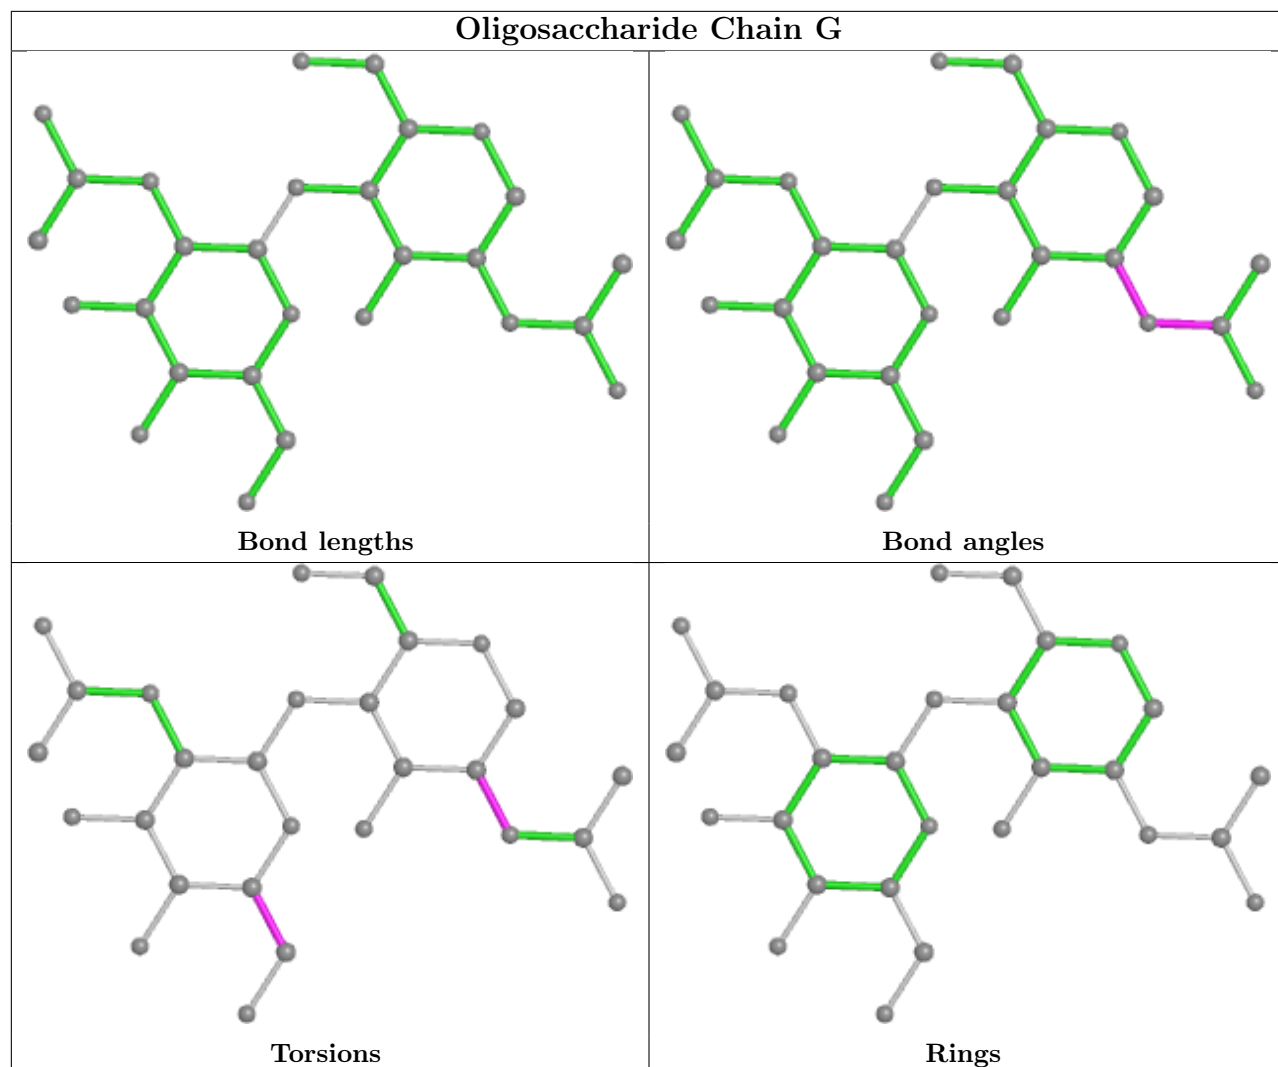 Oligosaccharide Chain G
Bond lengths
Bond angles
Torsions
Rings